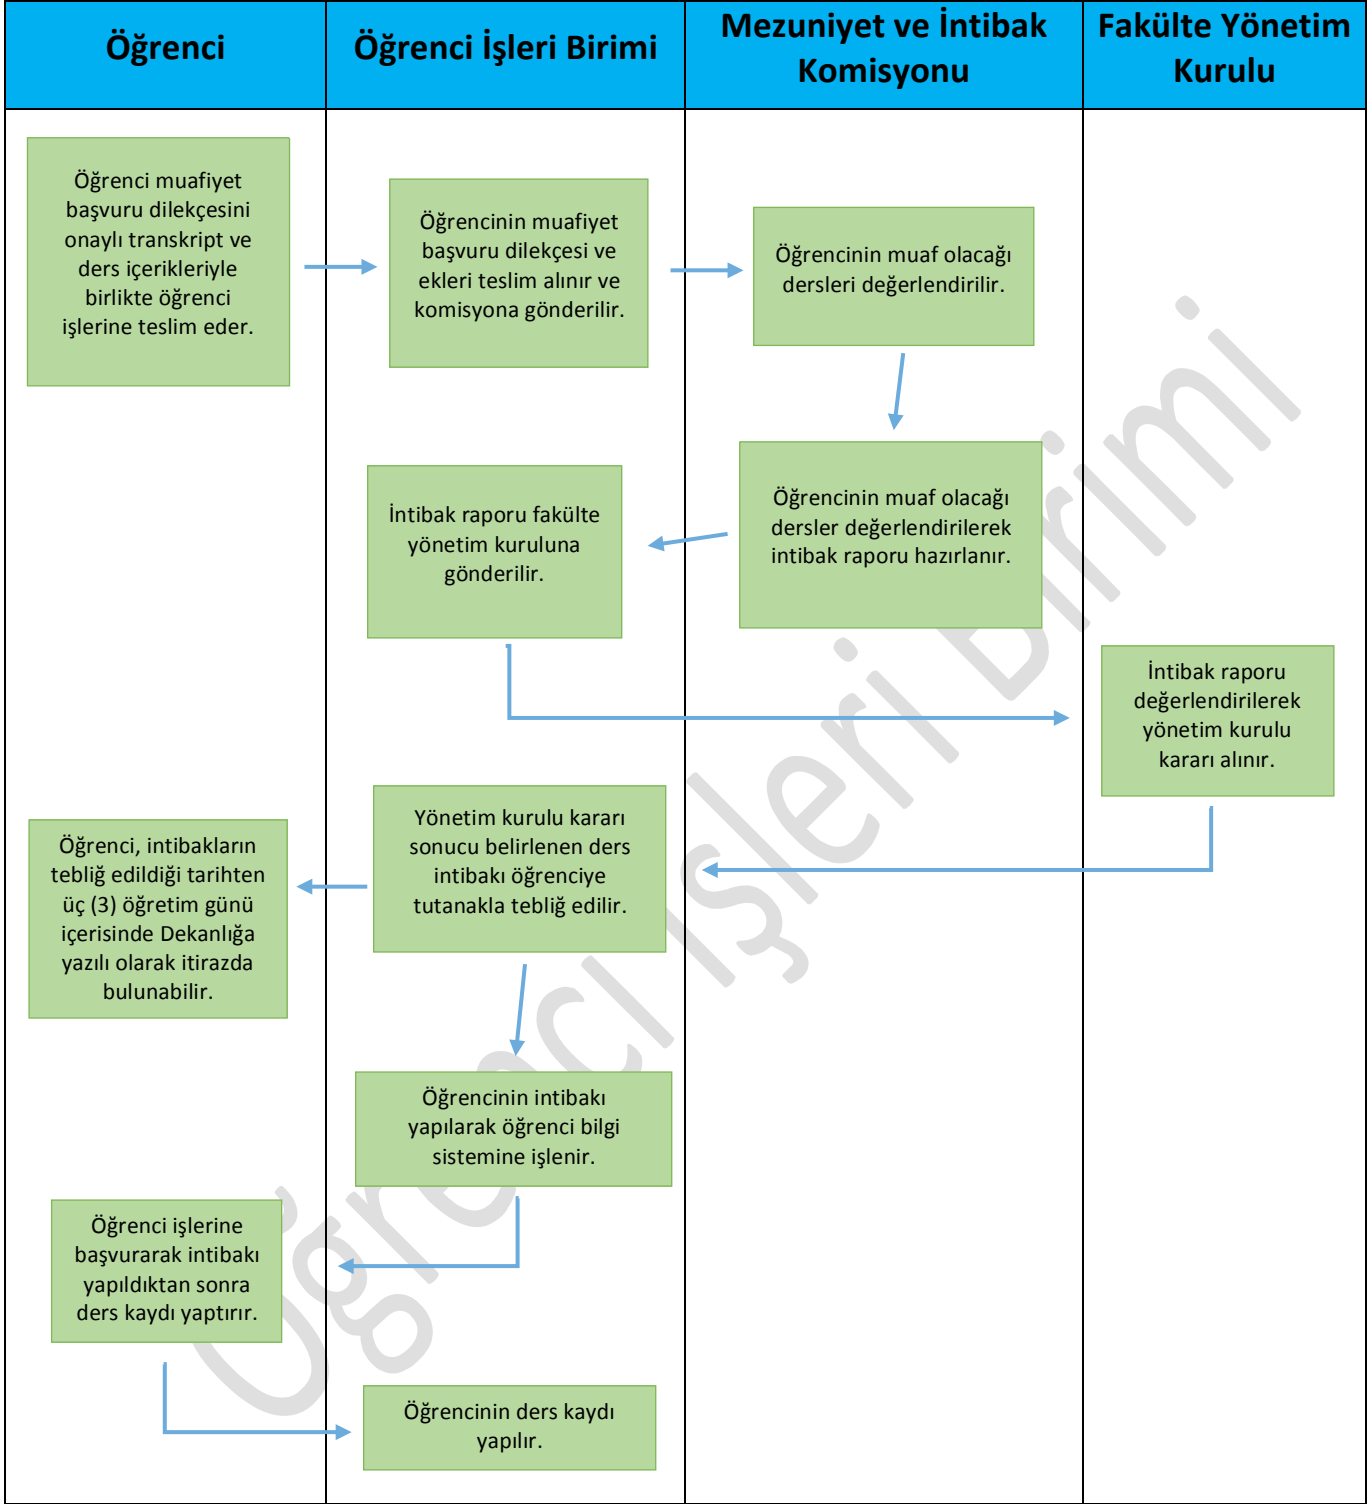 Öğrenci
Öğrenci İşleri Birimi
Mezuniyet ve İntibak
Komisyonu
Fakülte Yönetim
Kurulu
Öğrenci muafiyet
başvuru dilekçesini
onaylı transkript ve
ders içerikleriyle
birlikte öğrenci
işlerine teslim eder.
Öğrencinin muafiyet
başvuru dilekçesi ve
ekleri teslim alınır ve
komisyona gönderilir.
Öğrencinin muaf olacağı
dersleri değerlendirilir.
Öğrencinin muaf olacağı
dersler değerlendirilerek
intibak raporu hazırlanır.
İntibak raporu fakülte
yönetim kuruluna
gönderilir.
İntibak raporu
değerlendirilerek
yönetim kurulu
kararı alınır.
Yönetim kurulu kararı
sonucu belirlenen ders
intibakı öğrenciye
tutanakla tebliğ edilir.
Öğrenci, intibakların
tebliğ edildiği tarihten
üç (3) öğretim günü
içerisinde Dekanlığa
yazılı olarak itirazda
bulunabilir.
Öğrencinin intibakı
yapılarak öğrenci bilgi
sistemine işlenir.
Öğrenci işlerine
başvurarak intibakı
yapıldıktan sonra
ders kaydı yaptırır.
Öğrencinin ders kaydı
yapılır.
Öğrenci işleri Birimi